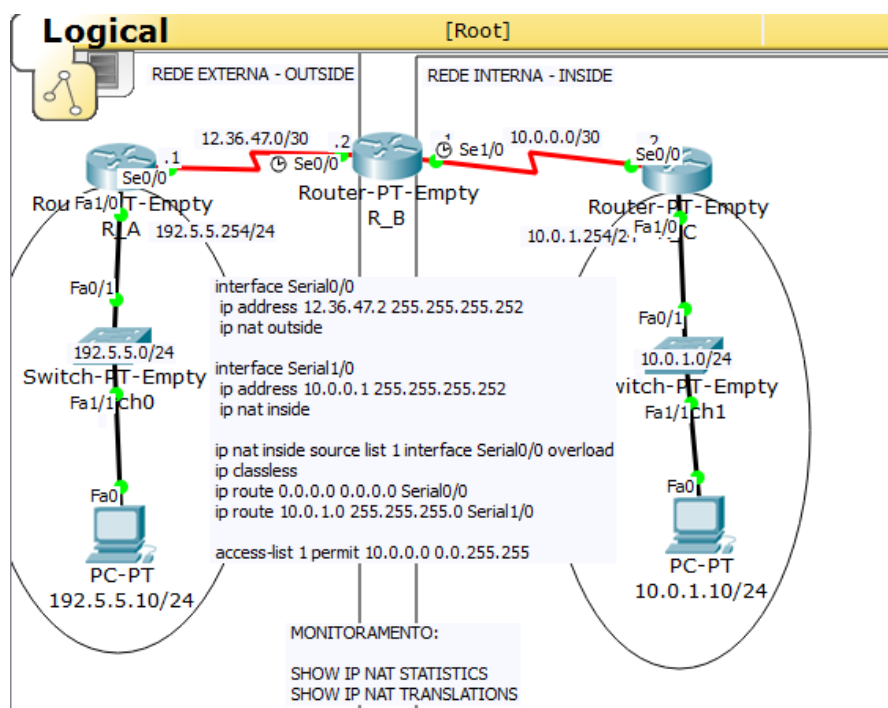 Logical
[Root]
REDE EXTERNA - OUTSIDE
REDE INTERNA - INSIDE
12.36.47.0/30
.1
.2
Se0/0
Se0/0
Se1/0
10.0.0.0/30
Se0/0
Fa1/0
R_A
192.5.5.254/24
Router-PT-Empty
R_B
Router-PT-Empty
Fa1/0
Fa0/1
192.5.5.0/24
Switch-PT-Empty
Fa1/1
Fa0
PC-PT
192.5.5.10/24
interface Serial0/0
ip address 12.36.47.2 255.255.255.252
ip nat outside
interface Serial1/0
ip address 10.0.0.1 255.255.255.252
ip nat inside
ip nat inside source list 1 interface Serial0/0 overload
ip classless
ip route 0.0.0.0 0.0.0.0 Serial0/0
ip route 10.0.1.0 255.255.255.0 Serial1/0
access-list 1 permit 10.0.0.0 0.0.255.255
Fa0/1
10.0.1.0/24
witch-PT-Empty
Fa1/1
Fa0
PC-PT
10.0.1.10/24
MONITORAMENTO:
SHOW IP NAT STATISTICS
SHOW IP NAT TRANSLATIONS